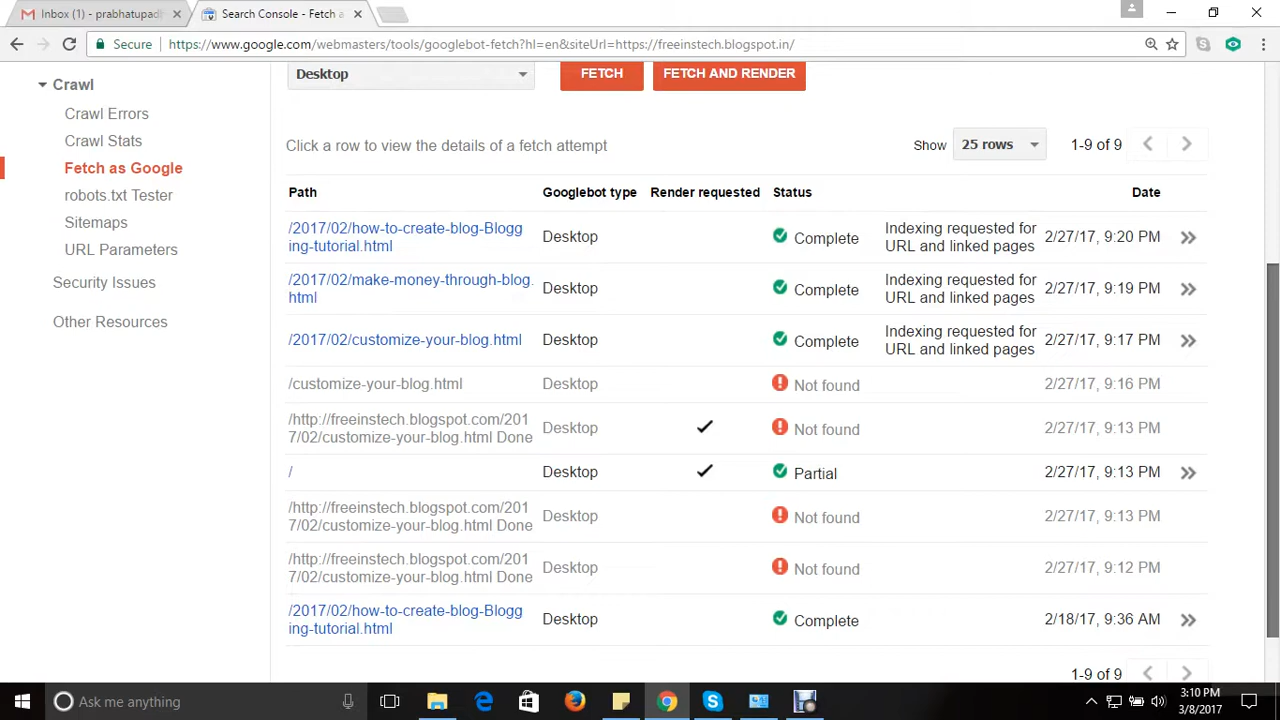 Inbox (1) - prabhatupadh
Search Console - Fetch a
Secure
https://www.google.com/webmasters/tools/googlebot-fetch?hl=en&siteUrl=https://freeinstech.blogspot.in/
Crawl
Crawl Errors
Crawl Stats
Fetch as Google
robots.txt Tester
Sitemaps
URL Parameters
Security Issues
Other Resources
Desktop
FETCH
FETCH AND RENDER
Click a row to view the details of a fetch attempt
Show 25 rows 1-9 of 9
Path Googlebot type Render requested Status Date
/2017/02/how-to-create-blog-Blogg
ing-tutorial.html
Desktop
Complete
Indexing requested for
URL and linked pages
2/27/17, 9:20 PM
/2017/02/make-money-through-blog.
html
Desktop
Complete
Indexing requested for
URL and linked pages
2/27/17, 9:19 PM
/2017/02/customize-your-blog.html
Desktop
Complete
Indexing requested for
URL and linked pages
2/27/17, 9:17 PM
/customize-your-blog.html
Desktop
Not found
2/27/17, 9:16 PM
/http://freeinstech.blogspot.com/201
7/02/customize-your-blog.html Done
Desktop
Not found
2/27/17, 9:13 PM
/
Desktop
Partial
2/27/17, 9:13 PM
/http://freeinstech.blogspot.com/201
7/02/customize-your-blog.html Done
Desktop
Not found
2/27/17, 9:13 PM
/http://freeinstech.blogspot.com/201
7/02/customize-your-blog.html Done
Desktop
Not found
2/27/17, 9:12 PM
/2017/02/how-to-create-blog-Blogg
ing-tutorial.html
Desktop
Complete
2/18/17, 9:36 AM
1-9 of 9
Ask me anything
3:10 PM
3/8/2017